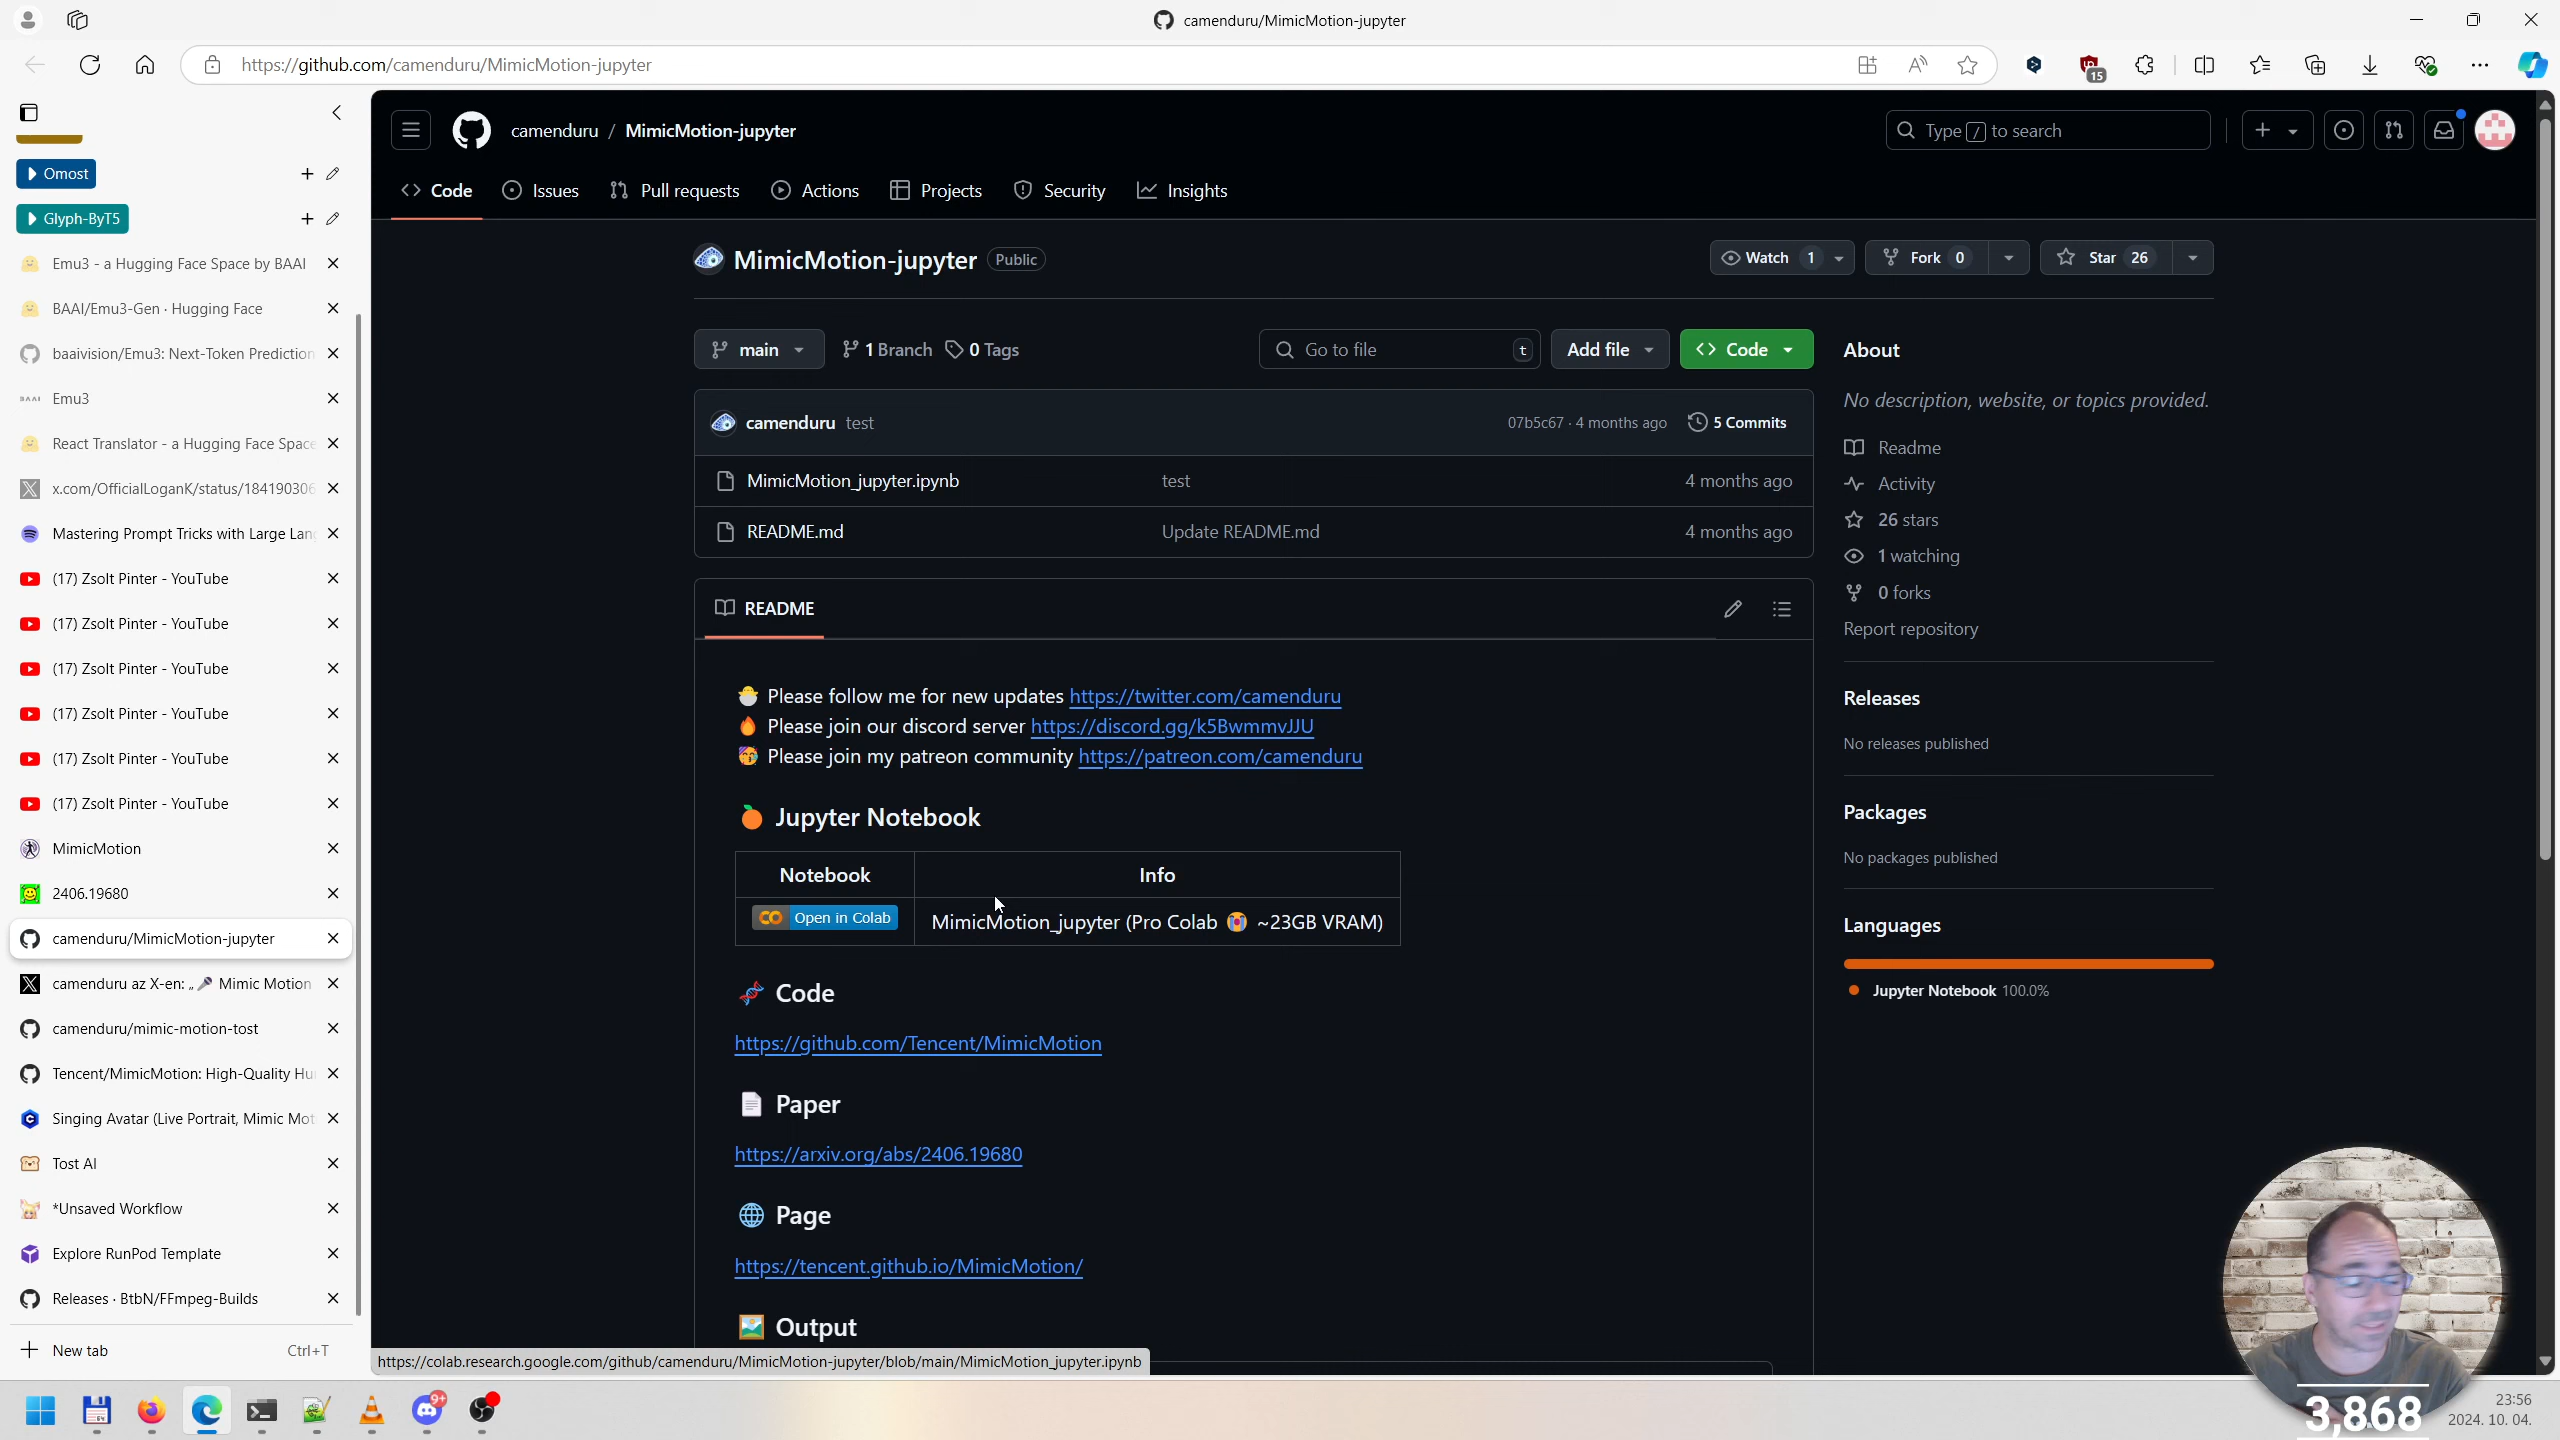 camenduru/MimicMotion-jupyter
https://github.com/camenduru/MimicMotion-jupyter
15
Omost
Glyph-ByT5
Emu3 - a Hugging Face Space by BAAI
BAAI/Emu3-Gen · Hugging Face
baaivision/Emu3: Next-Token Prediction
Emu3
React Translator - a Hugging Face Space
x.com/OfficialLoganK/status/184190306
Mastering Prompt Tricks with Large Lang
(17) Zsolt Pinter - YouTube
(17) Zsolt Pinter - YouTube
(17) Zsolt Pinter - YouTube
(17) Zsolt Pinter - YouTube
(17) Zsolt Pinter - YouTube
(17) Zsolt Pinter - YouTube
MimicMotion
2406.19680
camenduru/MimicMotion-jupyter
camenduru az X-en: „🎤 Mimic Motion
camenduru/mimic-motion-tost
Tencent/MimicMotion: High-Quality Hu
Singing Avatar (Live Portrait, Mimic Mot
Tost AI
*Unsaved Workflow
Explore RunPod Template
Releases · BtbN/FFmpeg-Builds
New tab Ctrl+T
camenduru / MimicMotion-jupyter
Type / to search
Code Issues Pull requests Actions Projects Security Insights
MimicMotion-jupyter Public
Watch 1 Fork 0 Star 26
main 1 Branch 0 Tags Go to file t Add file Code
camenduru test 07b5c67 · 4 months ago 5 Commits
MimicMotion_jupyter.ipynb test 4 months ago
README.md Update README.md 4 months ago
README
🐣 Please follow me for new updates https://twitter.com/camenduru
🔥 Please join our discord server https://discord.gg/k5BwmmvJJU
🥳 Please join my patreon community https://patreon.com/camenduru
🍊 Jupyter Notebook
Notebook Info
Open in Colab MimicMotion_jupyter (Pro Colab 😭 ~23GB VRAM)
🧬 Code
https://github.com/Tencent/MimicMotion
📄 Paper
https://arxiv.org/abs/2406.19680
🌐 Page
https://tencent.github.io/MimicMotion/
🖼️ Output
About
No description, website, or topics provided.
Readme
Activity
26 stars
1 watching
0 forks
Report repository
Releases
No releases published
Packages
No packages published
Languages
Jupyter Notebook 100.0%
https://colab.research.google.com/github/camenduru/MimicMotion-jupyter/blob/main/MimicMotion_jupyter.ipynb
9+
3,868
23:56
2024. 10. 04.